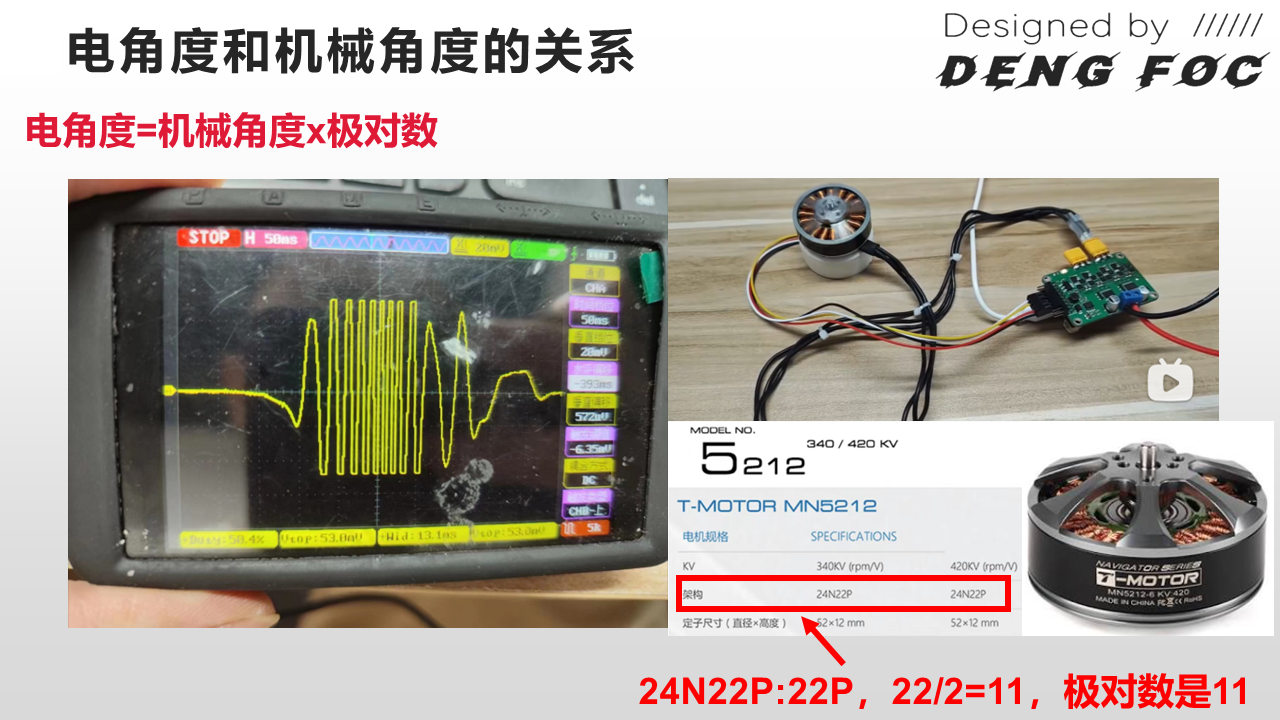 电角度和机械角度的关系
Designed by //////
DENG FOC
电角度=机械角度x极对数
STOP H 50ms
20mV
通道
CHA
50ms
20mV
-393ms
572mV
-6.35mV
DC
CHB-上
5k
Duty:50.4% Vtop:53.0mV +Wid:13.1ms Vtop:53.0mV
MODEL NO.
5212 340 / 420 KV
T-MOTOR MN5212
电机规格 SPECIFICATIONS
KV 340KV (rpm/V) 420KV (rpm/V)
架构 24N22P 24N22P
定子尺寸（直径×高度） 52×12 mm 52×12 mm
NAVIGATOR SERIES
T-MOTOR
MN5212-6 KV:420
MADE IN CHINA
24N22P:22P，22/2=11，极对数是11